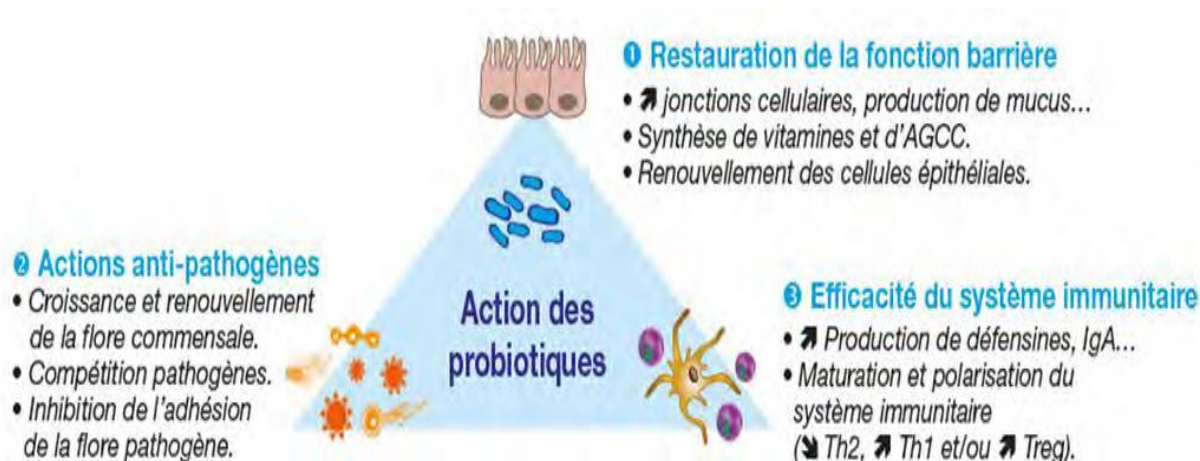 ❶ Restauration de la fonction barrière
• ↗ jonctions cellulaires, production de mucus...
• Synthèse de vitamines et d'AGCC.
• Renouvellement des cellules épithéliales.
❷ Actions anti-pathogènes
• Croissance et renouvellement
de la flore commensale.
• Compétition pathogènes.
• Inhibition de l'adhésion
de la flore pathogène.
Action des
probiotiques
❸ Efficacité du système immunitaire
• ↗ Production de défensines, IgA...
• Maturation et polarisation du
système immunitaire
(↘ Th2, ↗ Th1 et/ou ↗ Treg).